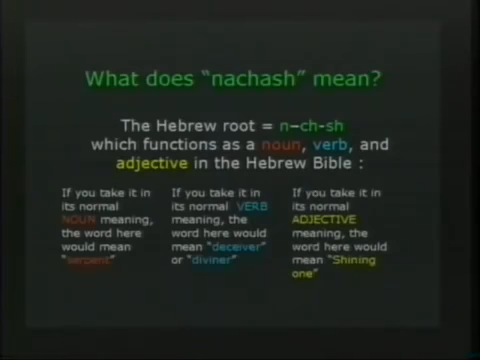 What does “nachash” mean?
The Hebrew root = n–ch-sh
which functions as a noun, verb, and
adjective in the Hebrew Bible :
If you take it in
its normal
NOUN meaning,
the word here
would mean
“serpent”
If you take it in
its normal VERB
meaning, the
word here would
mean “deceiver”
or “diviner”
If you take it in
its normal
ADJECTIVE
meaning, the
word here would
mean “Shining
one”